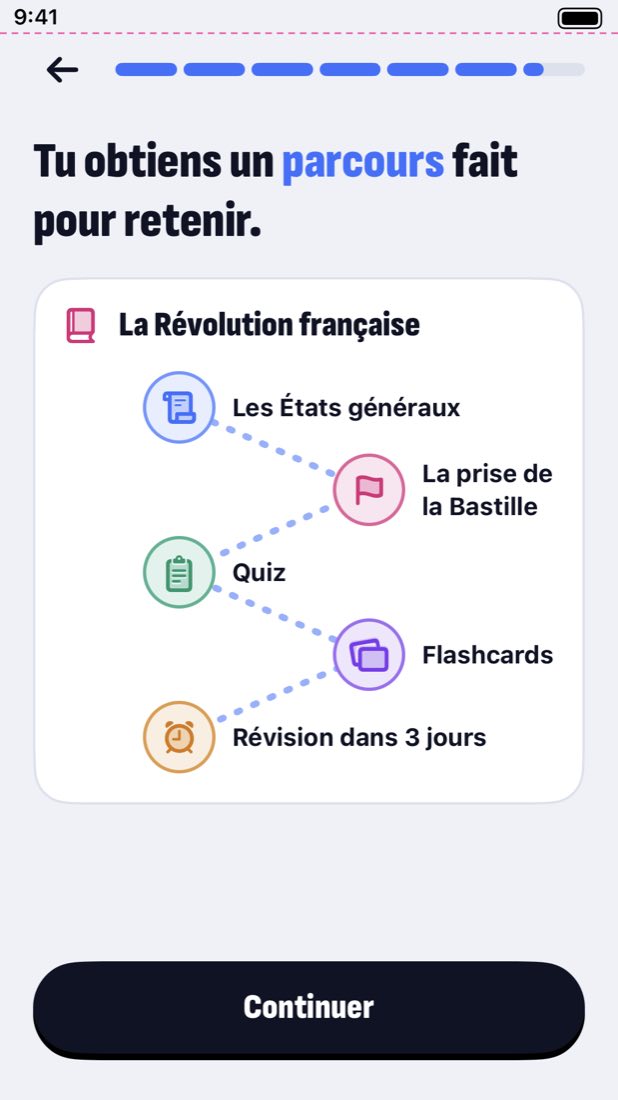 9:41
Tu obtiens un parcours fait
pour retenir.
La Révolution française
Les États généraux
La prise de
la Bastille
Quiz
Flashcards
Révision dans 3 jours
Continuer